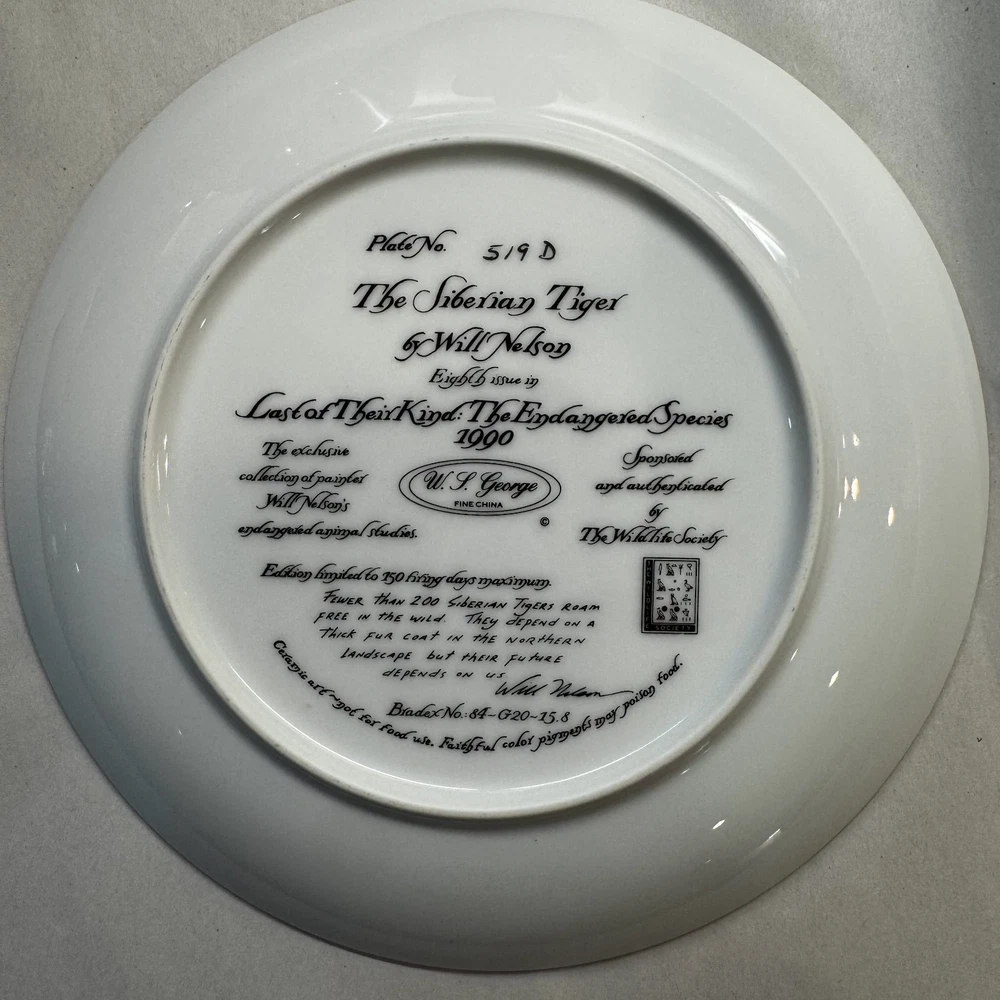 Plate No. 519 D
The Siberian Tiger
by Will Nelson
Eighth issue in
Last of Their Kind: The Endangered Species
1990
The exclusive
collection of painter
Will Nelson's
endangered animal studies.
W. S. George
FINE CHINA
©
Sponsored
and authenticated
by
The Wildlife Society
SOCIETY
Edition limited to 150 firing days maximum.
FEWER THAN 200 SIBERIAN TIGERS ROAM
FREE IN THE WILD. THEY DEPEND ON A
THICK FUR COAT IN THE NORTHERN
LANDSCAPE BUT THEIR FUTURE
DEPENDS ON US
Will Nelson
Bradex No.: 84-G20-15.8
Ceramic art ~ not for food use. Faithful color pigments may poison food.